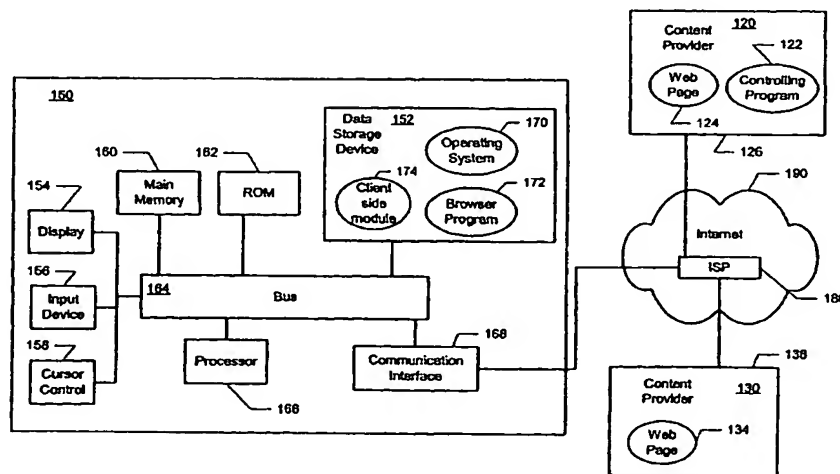 150
160
Main
Memory
162
ROM
Data
Storage
Device
152
170
Operating
System
174
Client
side
module
172
Browser
Program
154
Display
156
Input
Device
158
Cursor
Control
164
Bus
Processor
168
Communication
Interface
120
Content
Provider
122
Web
Page
Controlling
Program
124
126
190
Internet
ISP
138
Content
Provider
130
Web
Page
134